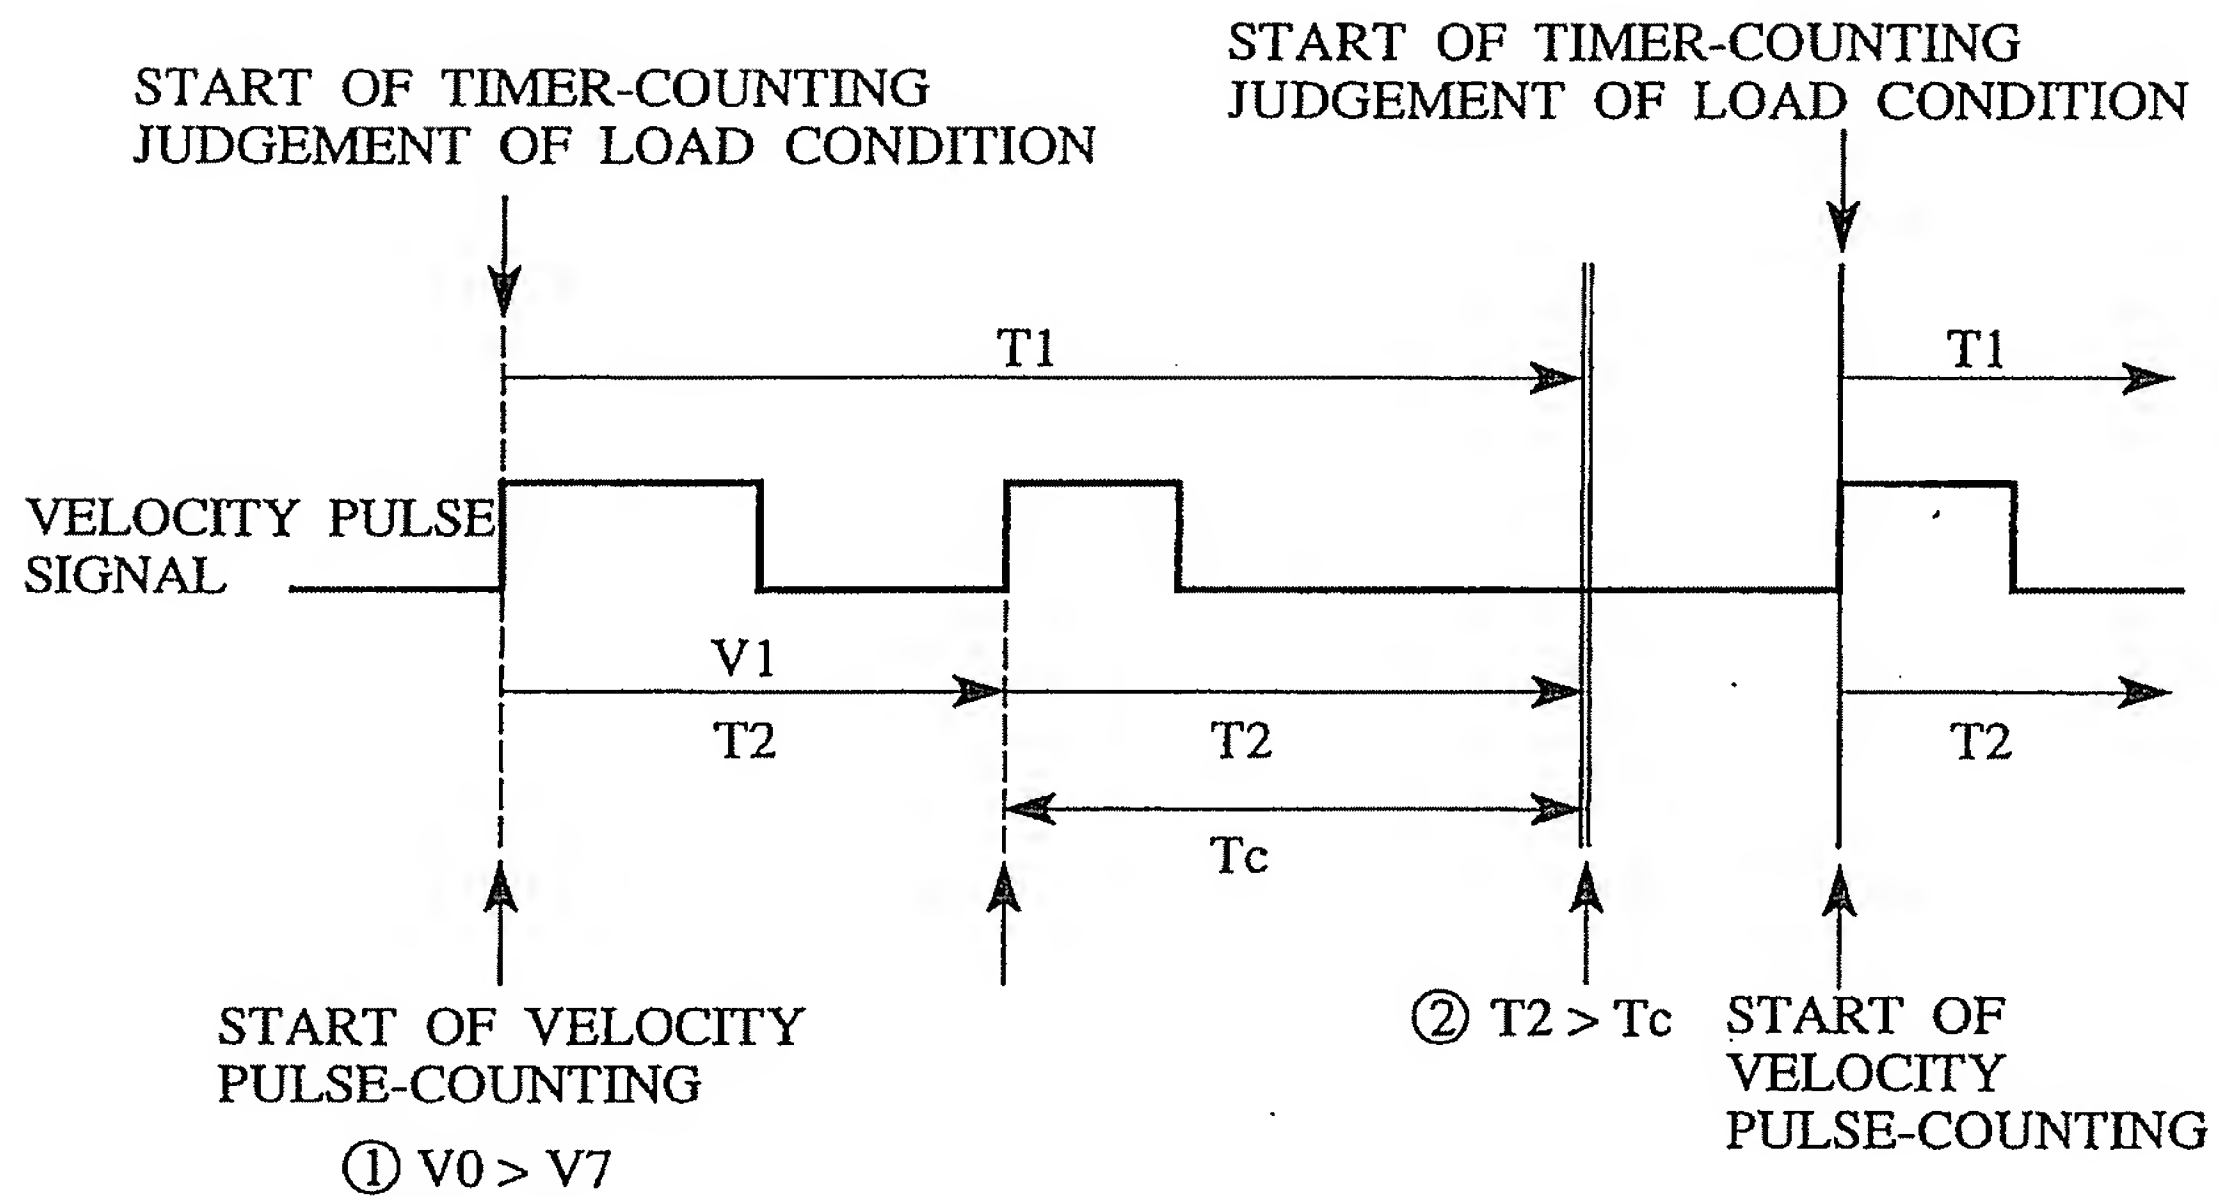 START OF TIMER-COUNTING
JUDGEMENT OF LOAD CONDITION
START OF TIMER-COUNTING
JUDGEMENT OF LOAD CONDITION
T1
T1
VELOCITY PULSE
SIGNAL
V1
T2
T2
T2
Tc
START OF VELOCITY
PULSE-COUNTING
① V0 > V7
② T2 > Tc
START OF
VELOCITY
PULSE-COUNTING